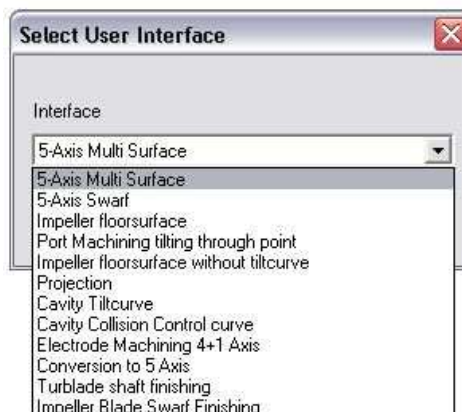 Select User Interface
Interface
5-Axis Multi Surface
5-Axis Multi Surface
5-Axis Swarf
Impeller floorsurface
Port Machining tilting through point
Impeller floorsurface without tiltcurve
Projection
Cavity Tiltcurve
Cavity Collision Control curve
Electrode Machining 4+1 Axis
Conversion to 5 Axis
Turblade shaft finishing
Impeller Blade Swarf Finishing